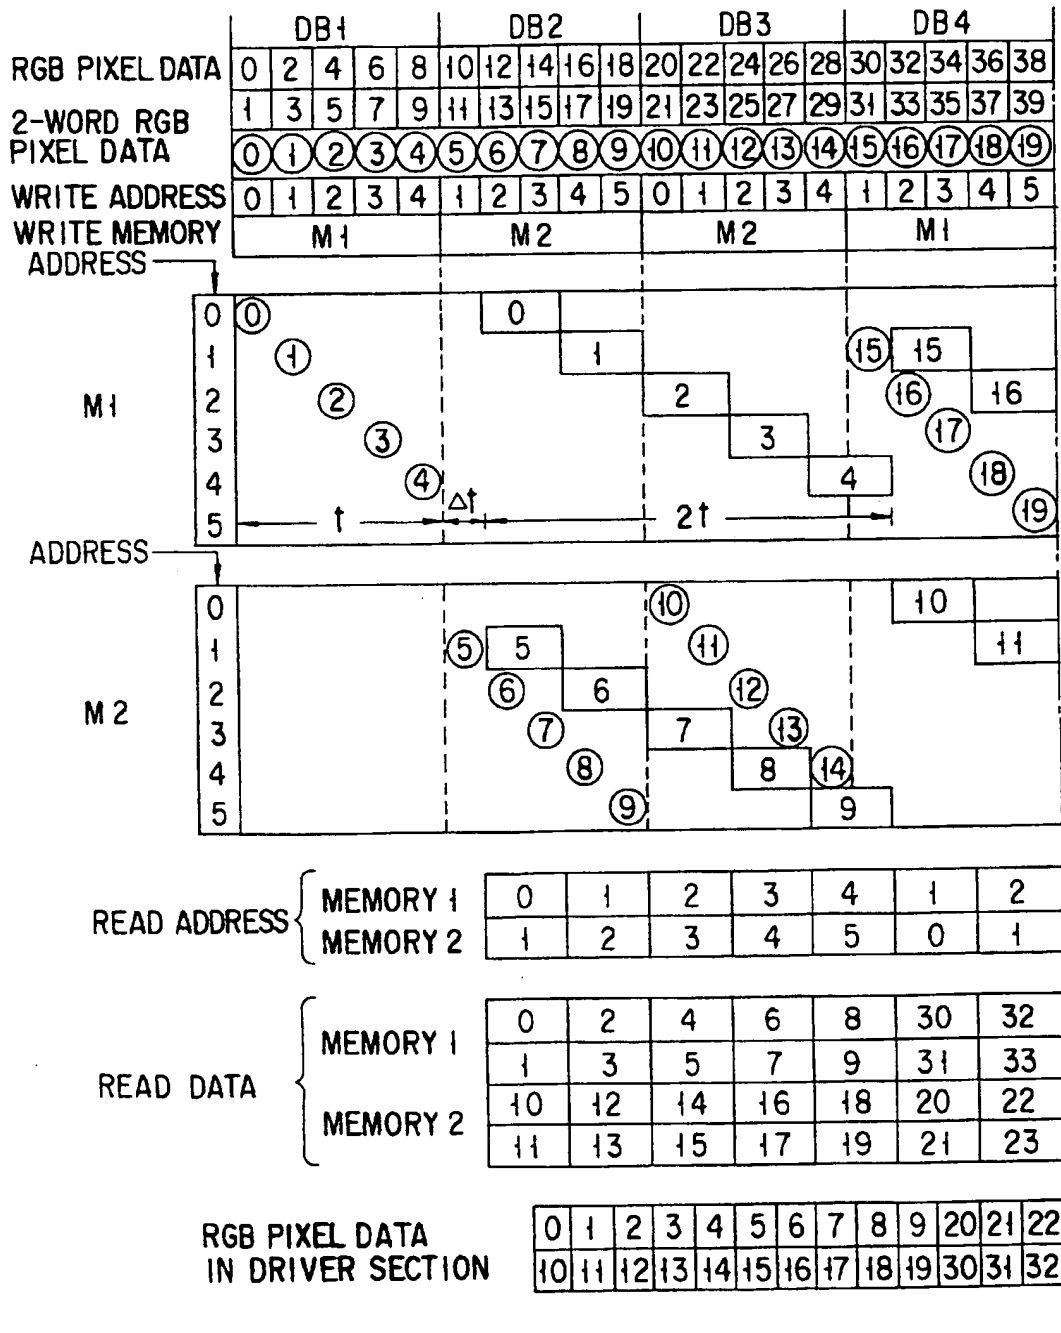 DB1 DB2 DB3 DB4
RGB PIXEL DATA 0 2 4 6 8 10 12 14 16 18 20 22 24 26 28 30 32 34 36 38
1 3 5 7 9 11 13 15 17 19 21 23 25 27 29 31 33 35 37 39
2-WORD RGB
PIXEL DATA 0 1 2 3 4 5 6 7 8 9 10 11 12 13 14 15 16 17 18 19
WRITE ADDRESS 0 1 2 3 4 1 2 3 4 5 0 1 2 3 4 1 2 3 4 5
WRITE MEMORY M1 M2 M2 M1
ADDRESS
0 0 0
1 1 1 15 15
M1 2 2 2 16 16
3 3 3 17
4 4 4 18
5 t Δt 2t 19
ADDRESS
0 10 10
1 5 5 11 11
M2 2 6 6 12
3 7 7 13
4 8 8 14
5 9 9
READ ADDRESS MEMORY 1 0 1 2 3 4 1 2
MEMORY 2 1 2 3 4 5 0 1
READ DATA MEMORY 1 0 2 4 6 8 30 32
1 3 5 7 9 31 33
MEMORY 2 10 12 14 16 18 20 22
11 13 15 17 19 21 23
RGB PIXEL DATA 0 1 2 3 4 5 6 7 8 9 20 21 22
IN DRIVER SECTION 10 11 12 13 14 15 16 17 18 19 30 31 32